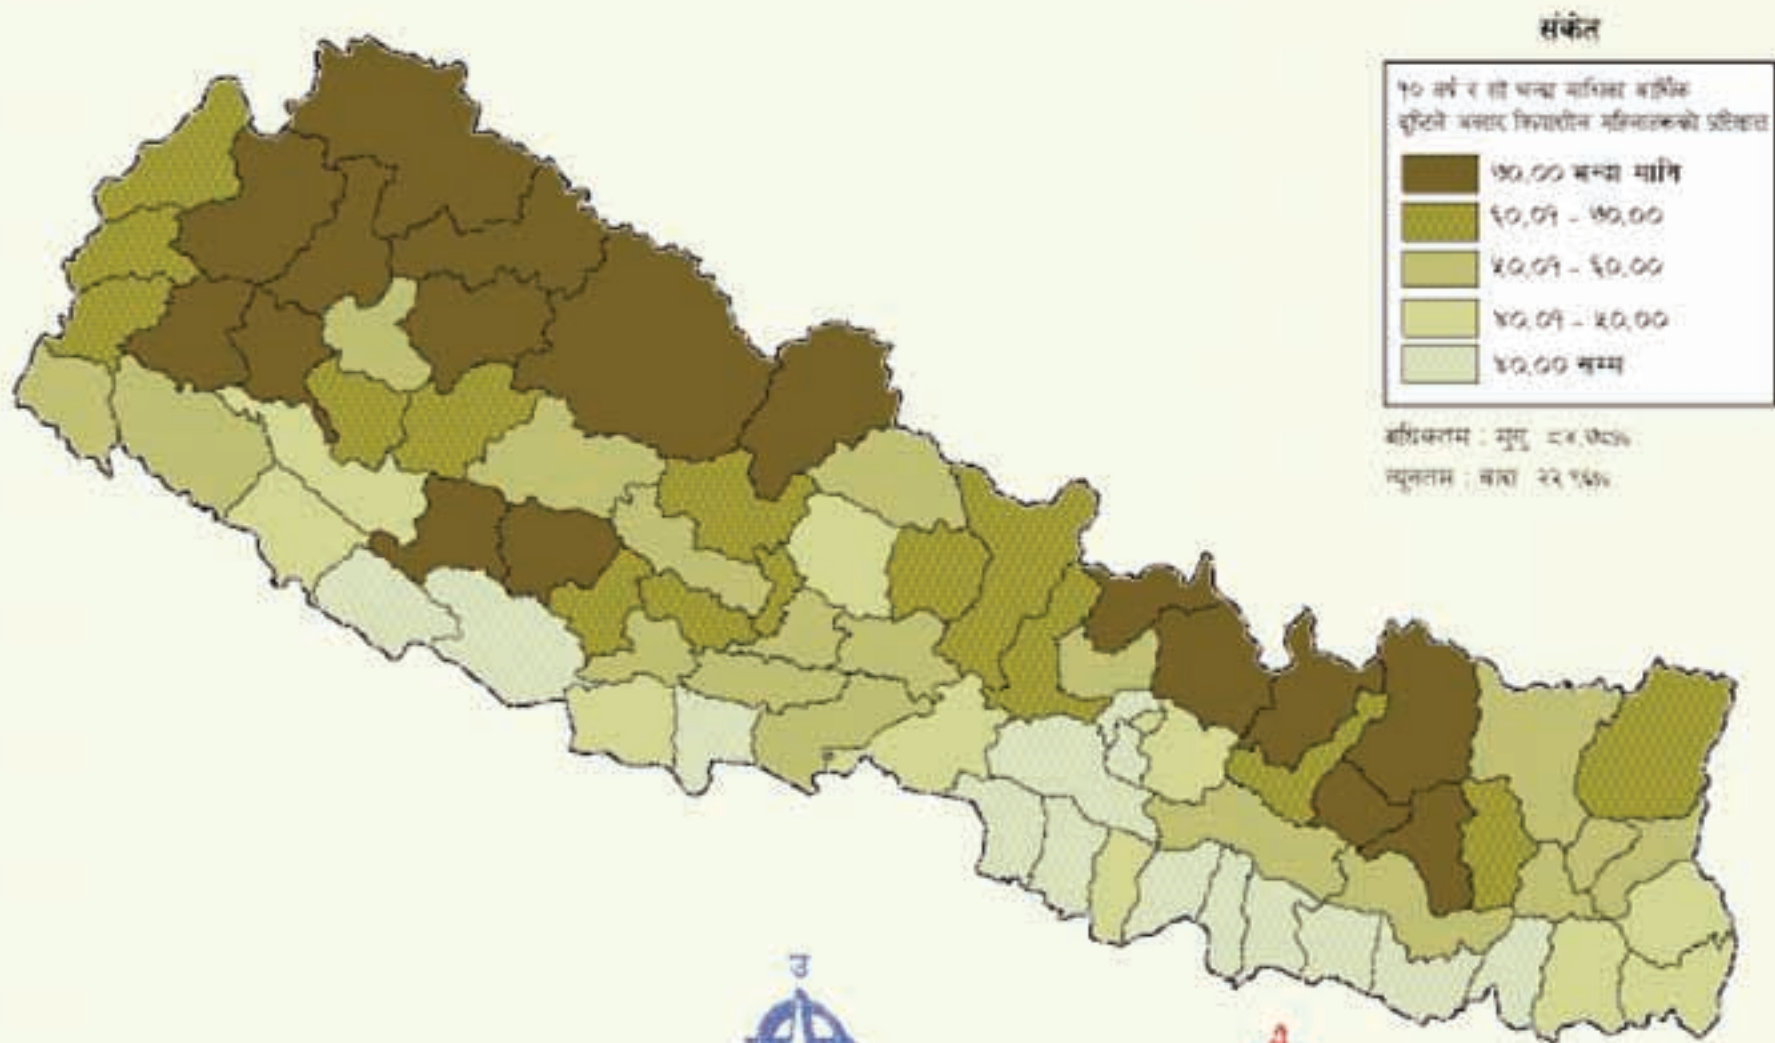 संकेत
१० वर्ष र सो भन्दा माथिका आर्थिक
दृष्टिले क्रियाशील महिलाहरूको प्रतिशत
७०.०० भन्दा माथि
६०.०१ - ७०.००
५०.०१ - ६०.००
४०.०१ - ५०.००
४०.०० सम्म
अधिकतम : मुगु ८४.७८%
न्यूनतम : बारा २२.१६%
उ